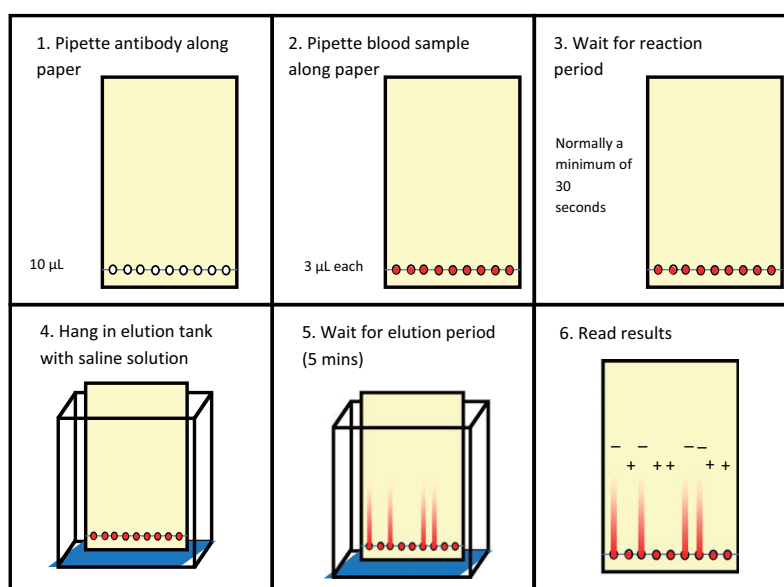 1. Pipette antibody along
paper
10 µL
2. Pipette blood sample
along paper
3 µL each
3. Wait for reaction
period
Normally a
minimum of
30
seconds
4. Hang in elution tank
with saline solution
5. Wait for elution period
(5 mins)
6. Read results
– – – –
+ + + + +